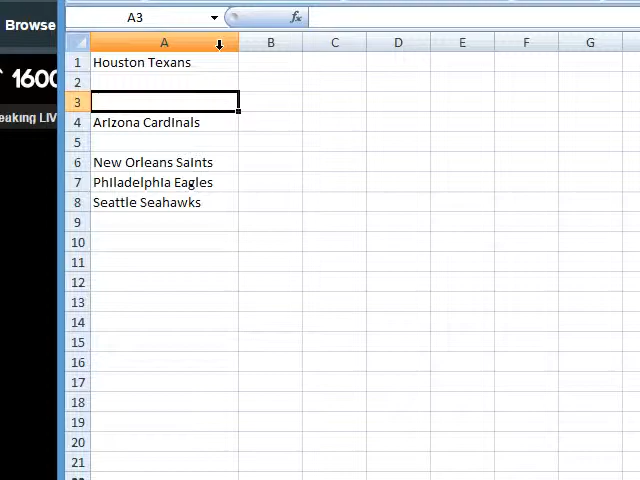 Browse
A3
fx
A B C D E F G
1 Houston Texans
2
3
4 Arizona Cardinals
5
6 New Orleans Saints
7 Philadelphia Eagles
8 Seattle Seahawks
9
10
11
12
13
14
15
16
17
18
19
20
21
1600
eaking LIV